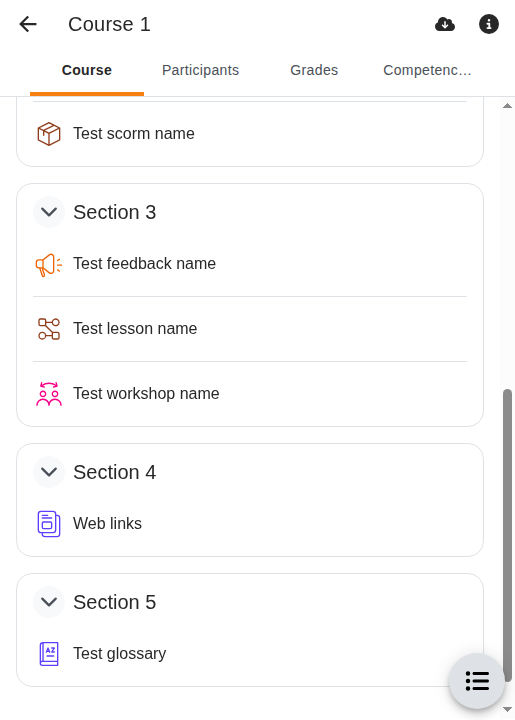 Course 1
Course
Participants
Grades
Competenc…
Test scorm name
Section 3
Test feedback name
Test lesson name
Test workshop name
Section 4
Web links
Section 5
AZ
Test glossary